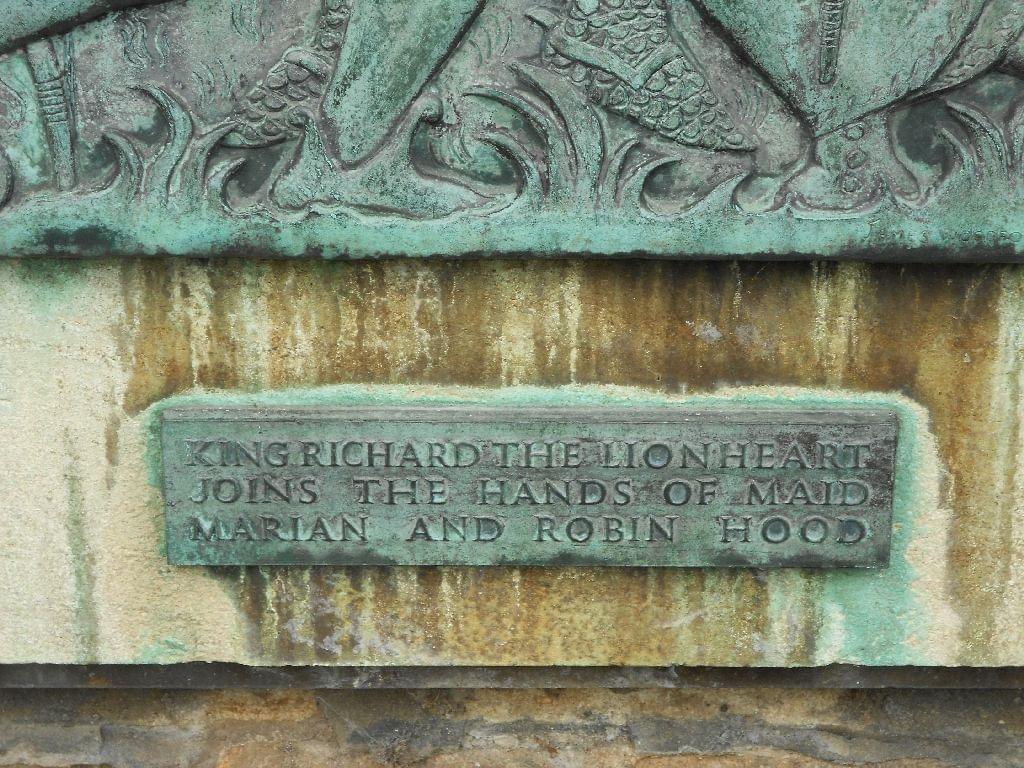 KING RICHARD THE LIONHEART
JOINS THE HANDS OF MAID
MARIAN AND ROBIN HOOD